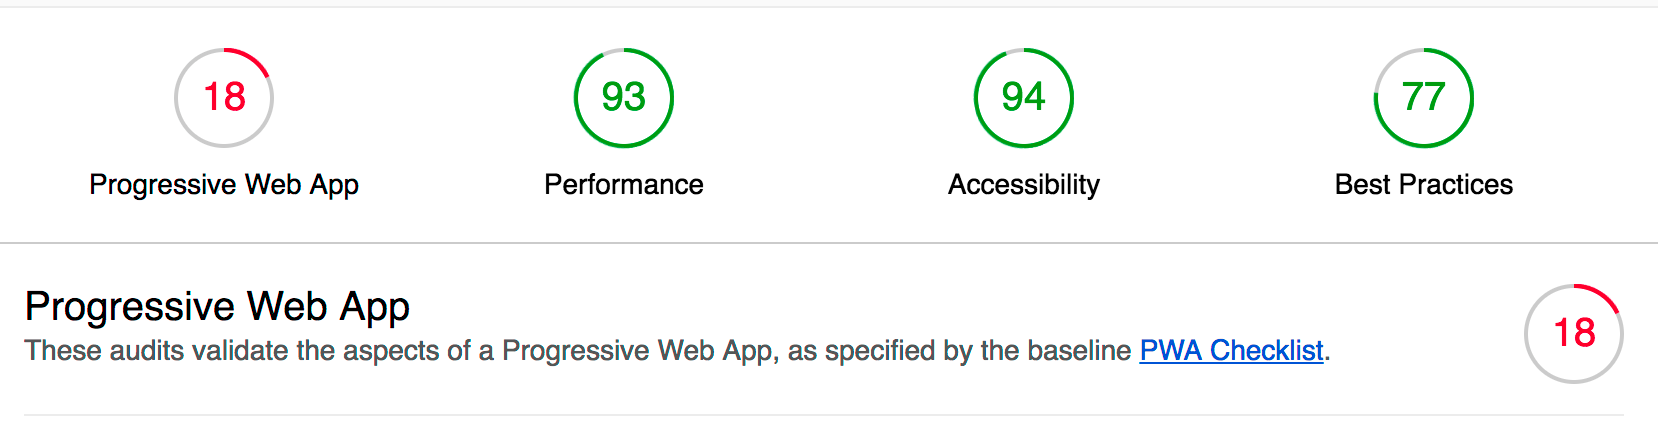 18 93 94 77
Progressive Web App Performance Accessibility Best Practices
Progressive Web App
These audits validate the aspects of a Progressive Web App, as specified by the baseline PWA Checklist.
18